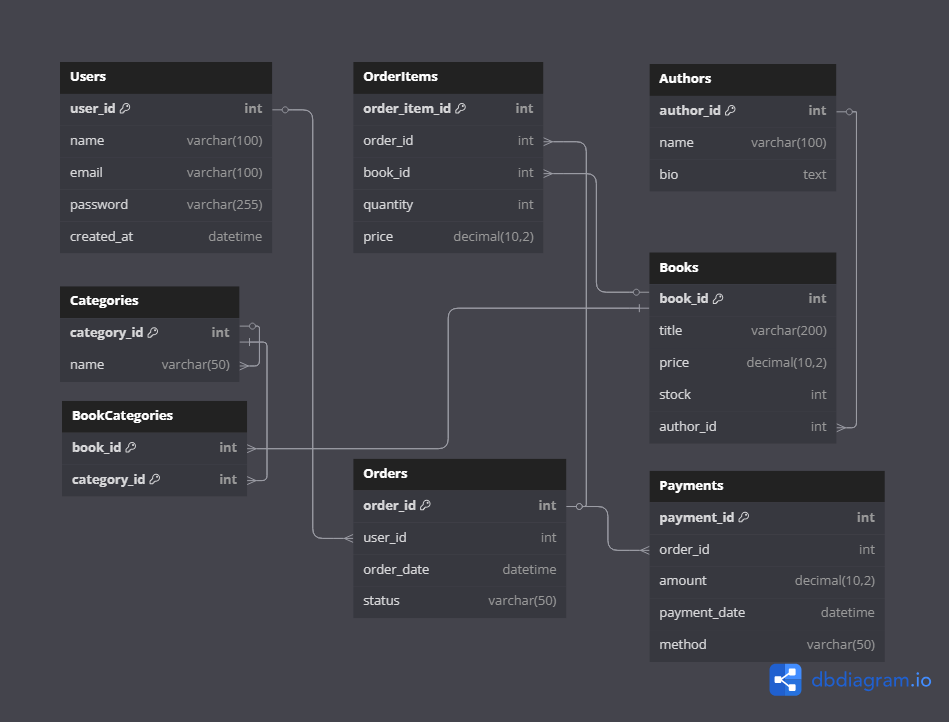 Users
user_id int
name varchar(100)
email varchar(100)
password varchar(255)
created_at datetime
OrderItems
order_item_id int
order_id int
book_id int
quantity int
price decimal(10,2)
Authors
author_id int
name varchar(100)
bio text
Categories
category_id int
name varchar(50)
Books
book_id int
title varchar(200)
price decimal(10,2)
stock int
author_id int
BookCategories
book_id int
category_id int
Orders
order_id int
user_id int
order_date datetime
status varchar(50)
Payments
payment_id int
order_id int
amount decimal(10,2)
payment_date datetime
method varchar(50)
dbdiagram.io